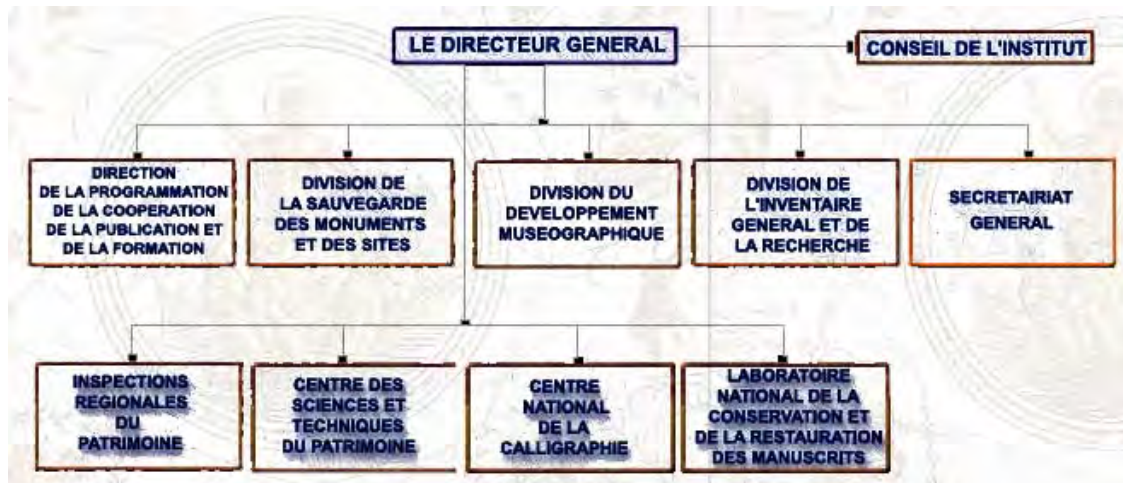 LE DIRECTEUR GENERAL
CONSEIL DE L'INSTITUT
DIRECTION
DE LA PROGRAMMATION
DE LA COOPERATION
DE LA PUBLICATION ET
DE LA FORMATION
DIVISION DE
LA SAUVEGARDE
DES MONUMENTS
ET DES SITES
DIVISION DU
DEVELOPPEMENT
MUSEOGRAPHIQUE
DIVISION DE
L'INVENTAIRE
GENERAL ET DE
LA RECHERCHE
SECRETAIRIAT
GENERAL
INSPECTIONS
REGIONALES
DU
PATRIMOINE
CENTRE DES
SCIENCES ET
TECHNIQUES
DU PATRIMOINE
CENTRE
NATIONAL
DE LA
CALLIGRAPHIE
LABORATOIRE
NATIONAL DE LA
CONSERVATION ET
DE LA RESTAURATION
DES MANUSCRITS